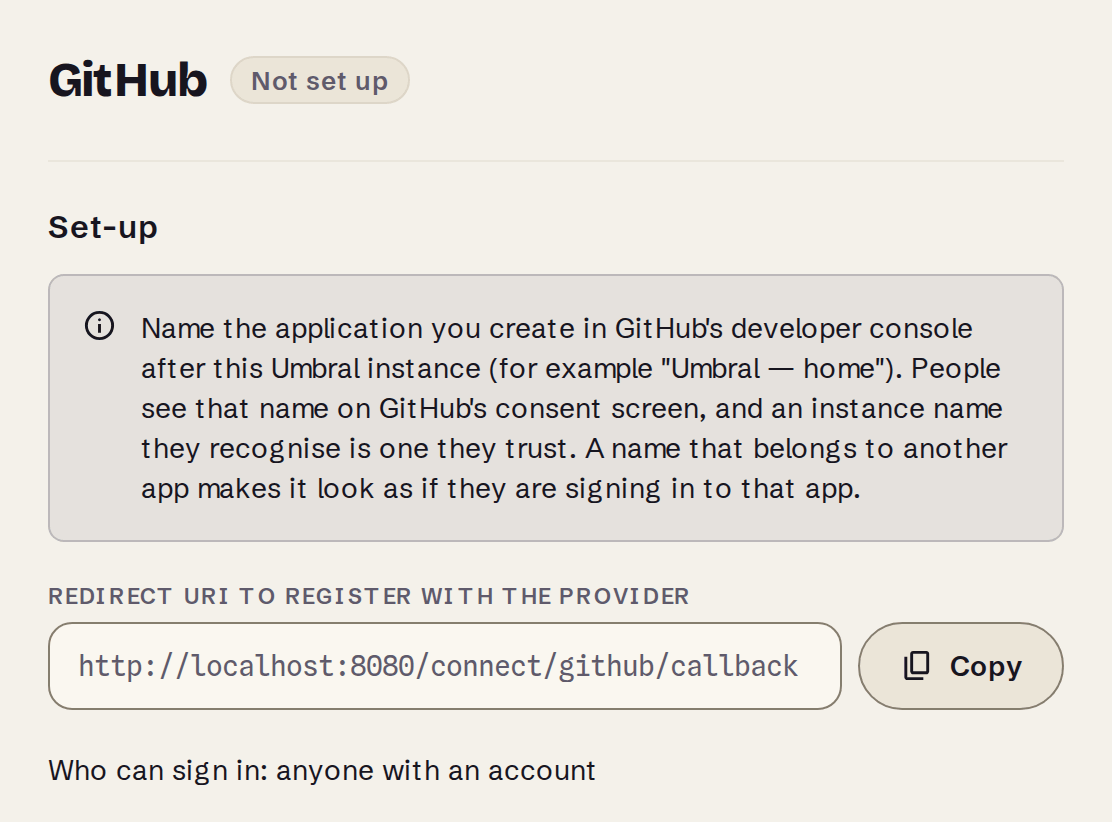 GitHub
Not set up
Set-up
Name the application you create in GitHub's developer console
after this Umbral instance (for example "Umbral — home"). People
see that name on GitHub's consent screen, and an instance name
they recognise is one they trust. A name that belongs to another
app makes it look as if they are signing in to that app.
REDIRECT URI TO REGISTER WITH THE PROVIDER
http://localhost:8080/connect/github/callback
Copy
Who can sign in: anyone with an account